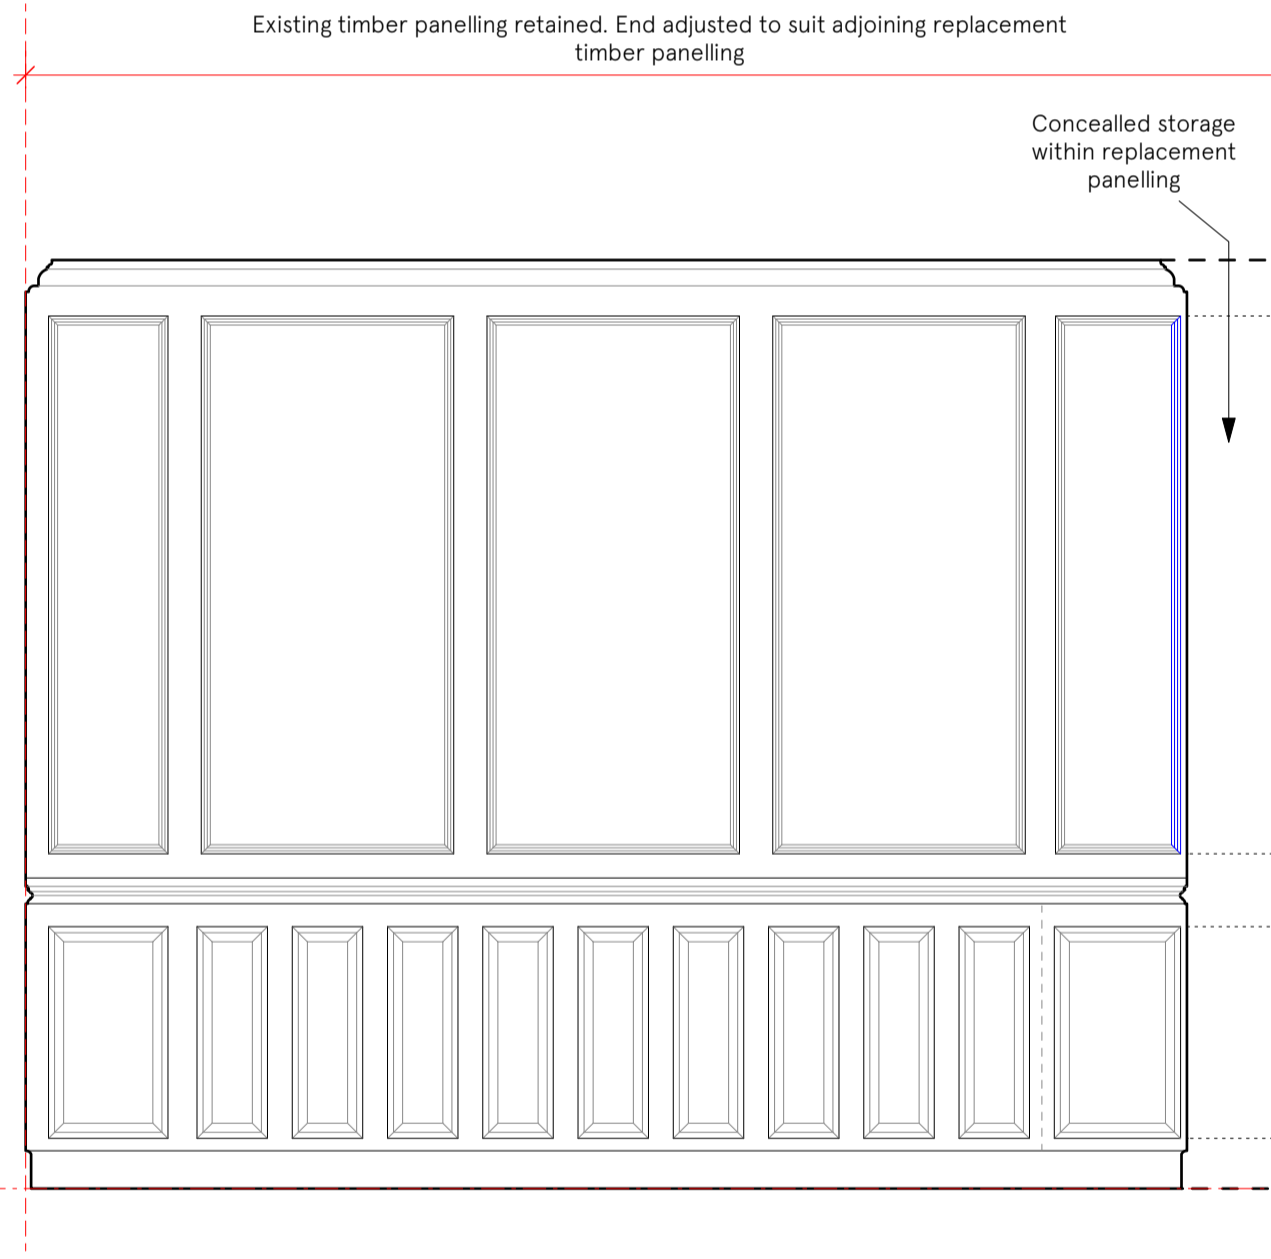 Existing timber panelling retained. End adjusted to suit adjoining replacement
timber panelling
Concealled storage
within replacement
panelling